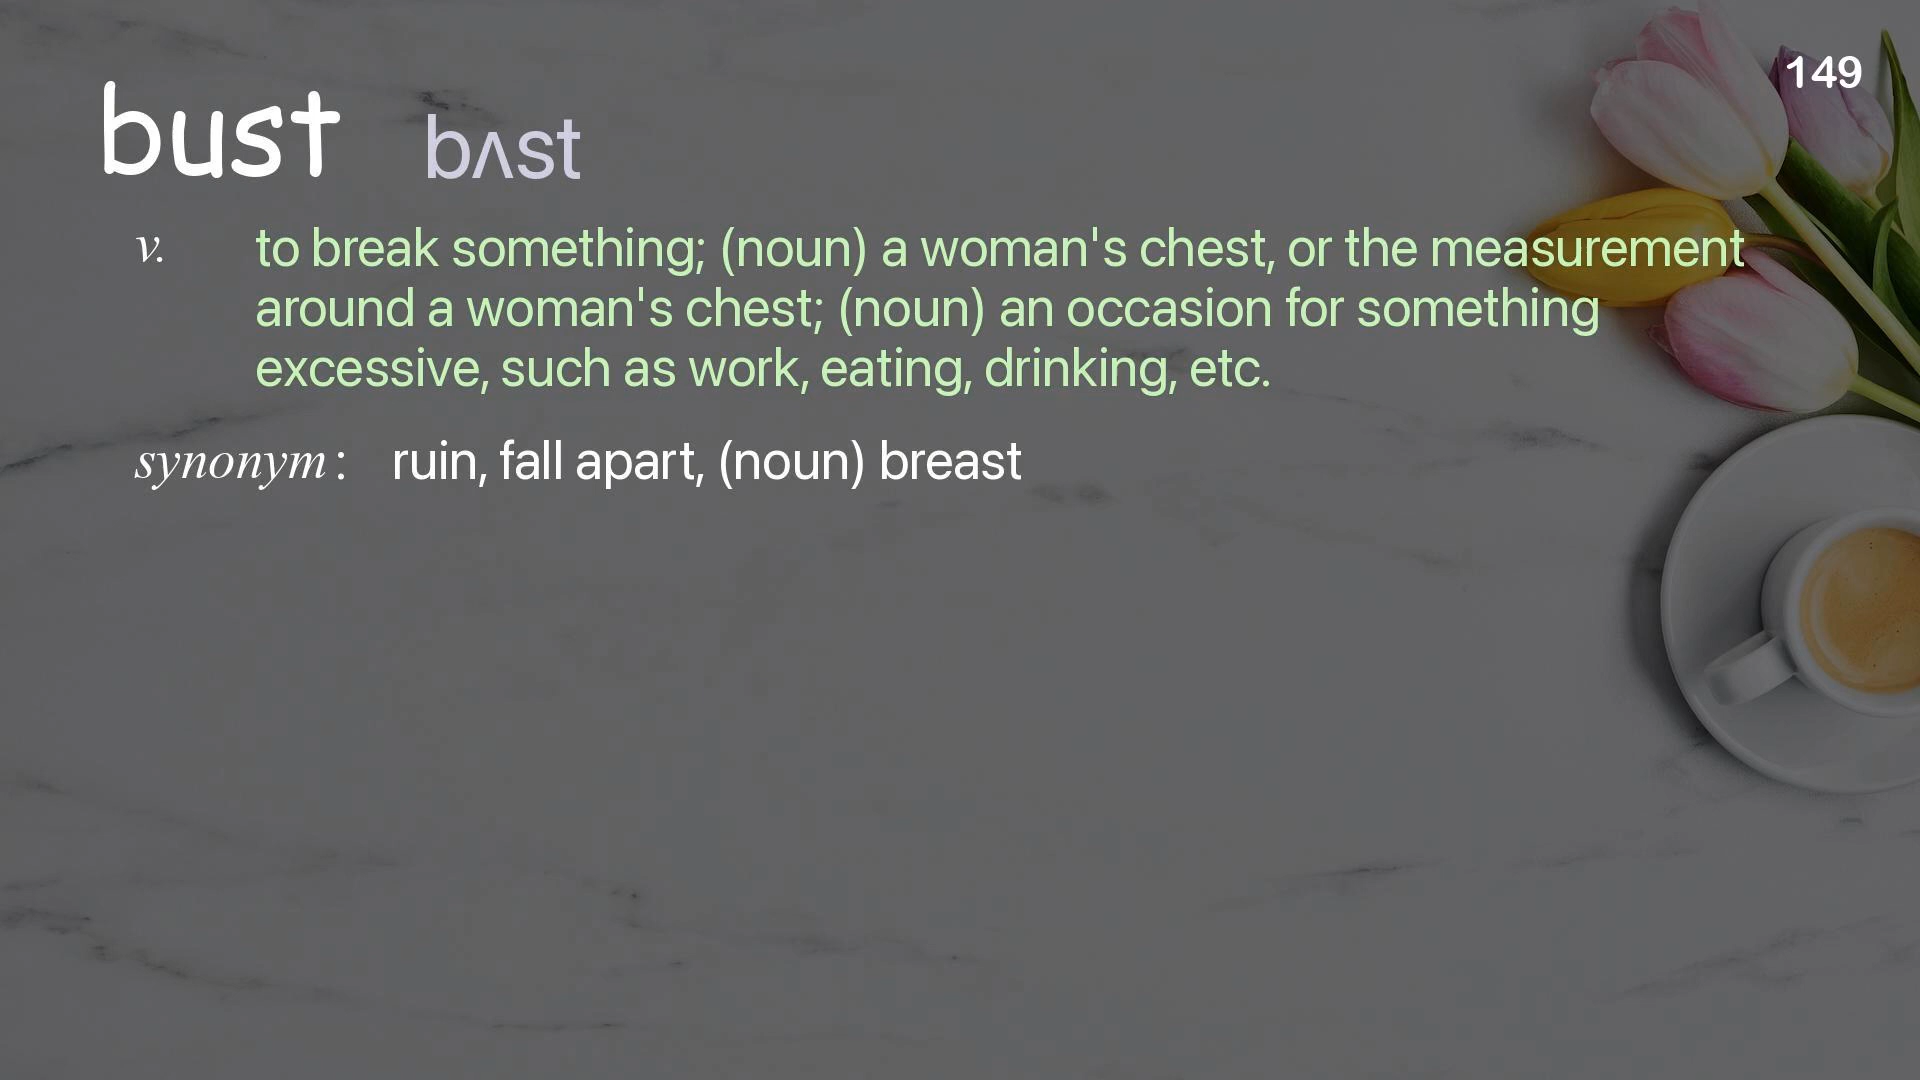 149
bust bʌst
v. to break something; (noun) a woman's chest, or the measurement
around a woman's chest; (noun) an occasion for something
excessive, such as work, eating, drinking, etc.
synonym: ruin, fall apart, (noun) breast